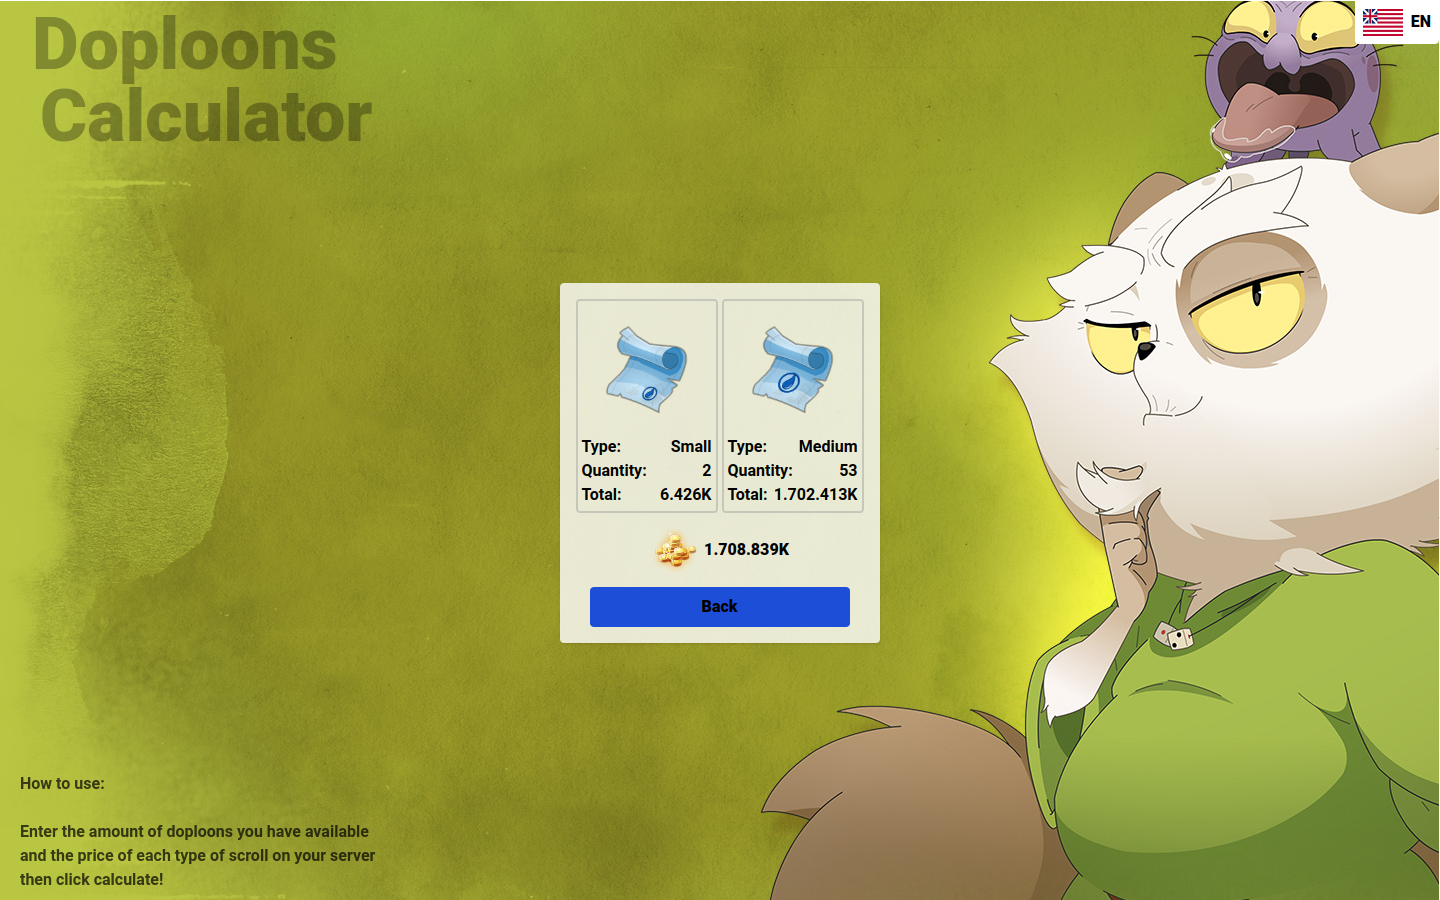 Doploons
Calculator
EN
Type: Small
Quantity: 2
Total: 6.426K
Type: Medium
Quantity: 53
Total: 1.702.413K
1.708.839K
Back
How to use:
Enter the amount of doploons you have available
and the price of each type of scroll on your server
then click calculate!